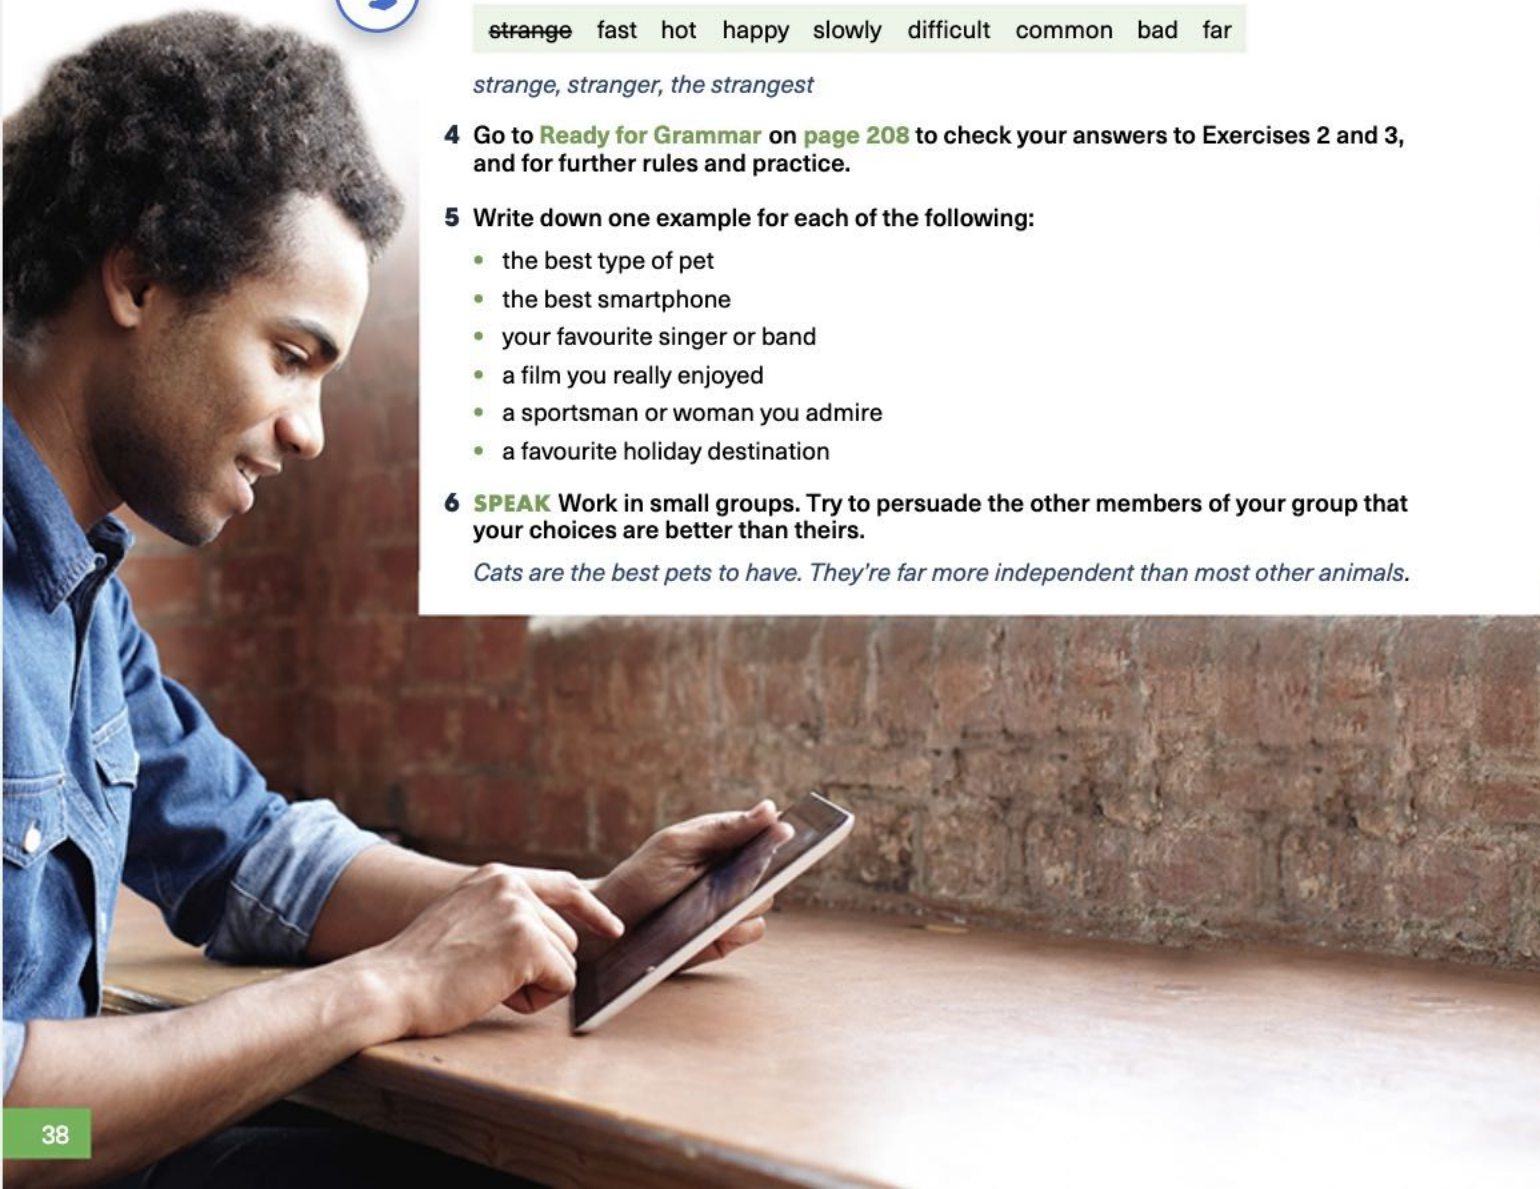 strange fast hot happy slowly difficult common bad far
strange, stranger, the strangest
4 Go to Ready for Grammar on page 208 to check your answers to Exercises 2 and 3,
and for further rules and practice.
5 Write down one example for each of the following:
• the best type of pet
• the best smartphone
• your favourite singer or band
• a film you really enjoyed
• a sportsman or woman you admire
• a favourite holiday destination
6 SPEAK Work in small groups. Try to persuade the other members of your group that
your choices are better than theirs.
Cats are the best pets to have. They're far more independent than most other animals.
38